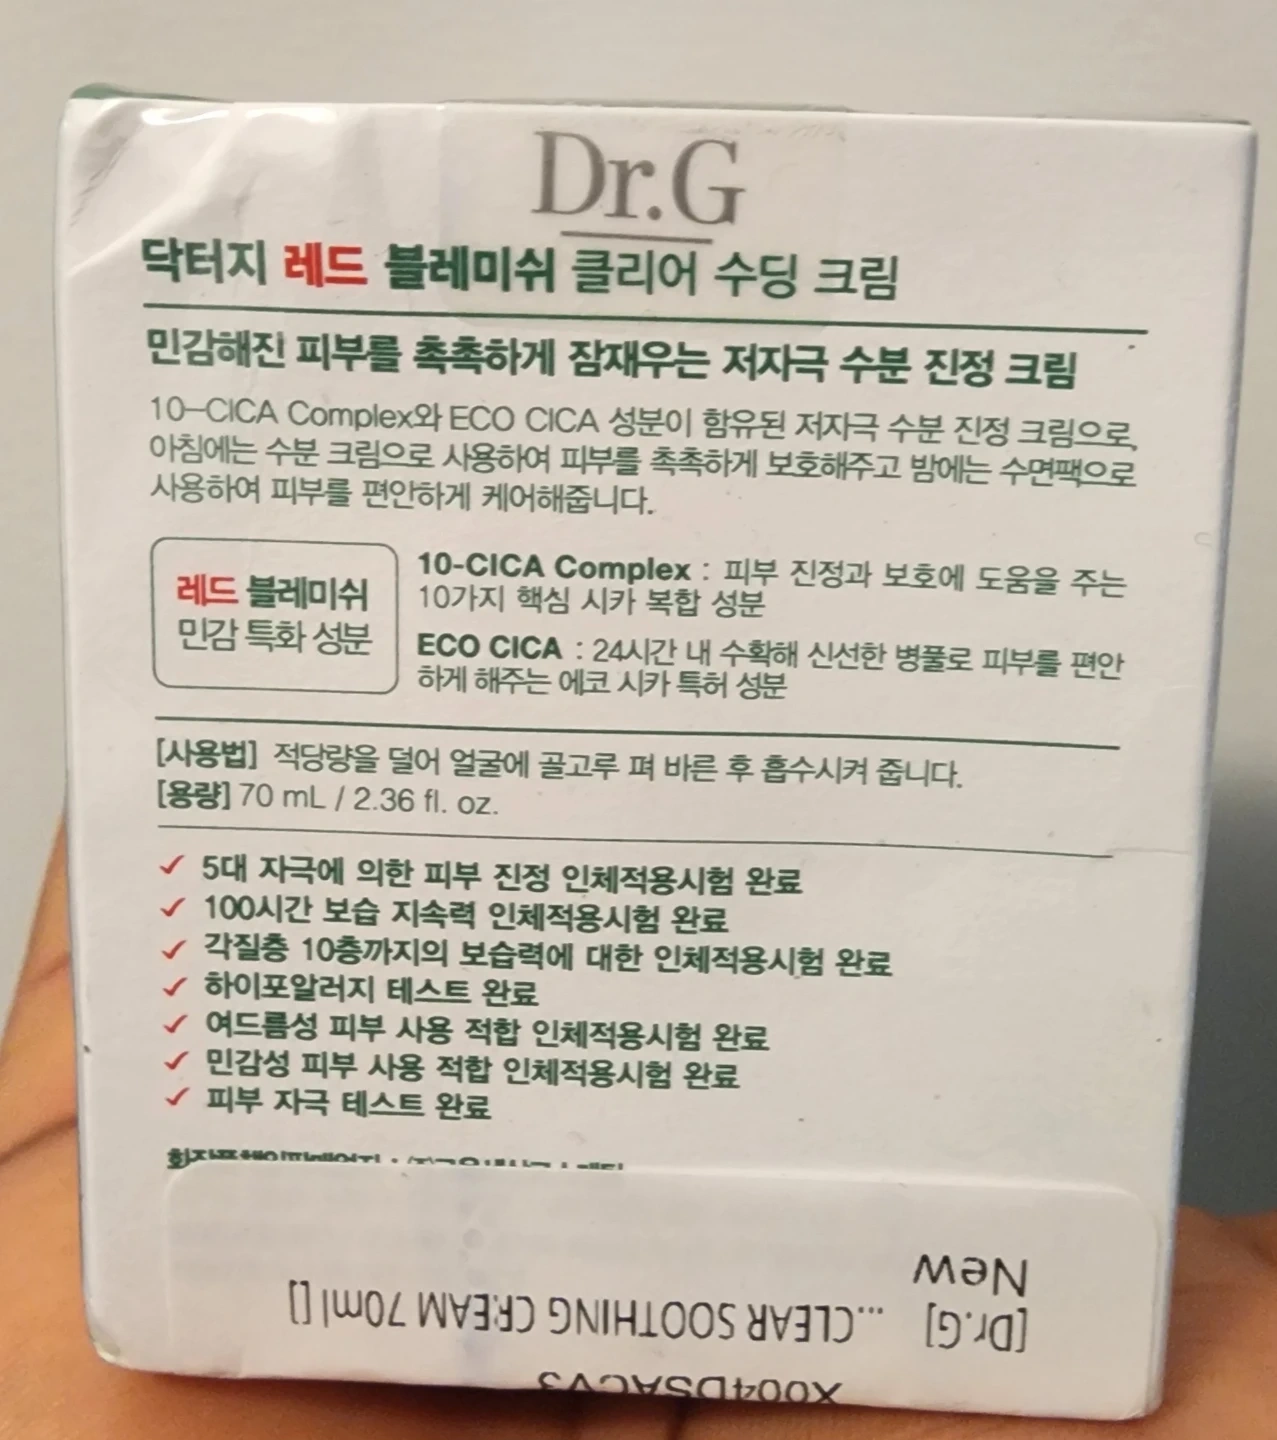 Dr.G
닥터지 레드 블레미쉬 클리어 수딩 크림
민감해진 피부를 촉촉하게 잠재우는 저자극 수분 진정 크림
10-CICA Complex와 ECO CICA 성분이 함유된 저자극 수분 진정 크림으로,
아침에는 수분 크림으로 사용하여 피부를 촉촉하게 보호해주고 밤에는 수면팩으로
사용하여 피부를 편안하게 케어해줍니다.
레드 블레미쉬
민감 특화 성분
10-CICA Complex : 피부 진정과 보호에 도움을 주는
10가지 핵심 시카 복합 성분
ECO CICA : 24시간 내 수확해 신선한 병풀로 피부를 편안
하게 해주는 에코 시카 특허 성분
[사용법] 적당량을 덜어 얼굴에 골고루 펴 바른 후 흡수시켜 줍니다.
[용량] 70 mL / 2.36 fl. oz.
✓ 5대 자극에 의한 피부 진정 인체적용시험 완료
✓ 100시간 보습 지속력 인체적용시험 완료
✓ 각질층 10층까지의 보습력에 대한 인체적용시험 완료
✓ 하이포알러지 테스트 완료
✓ 여드름성 피부 사용 적합 인체적용시험 완료
✓ 민감성 피부 사용 적합 인체적용시험 완료
✓ 피부 자극 테스트 완료
X004DSACV3
[Dr.G] ...CLEAR SOOTHING CREAM 70ml []
New